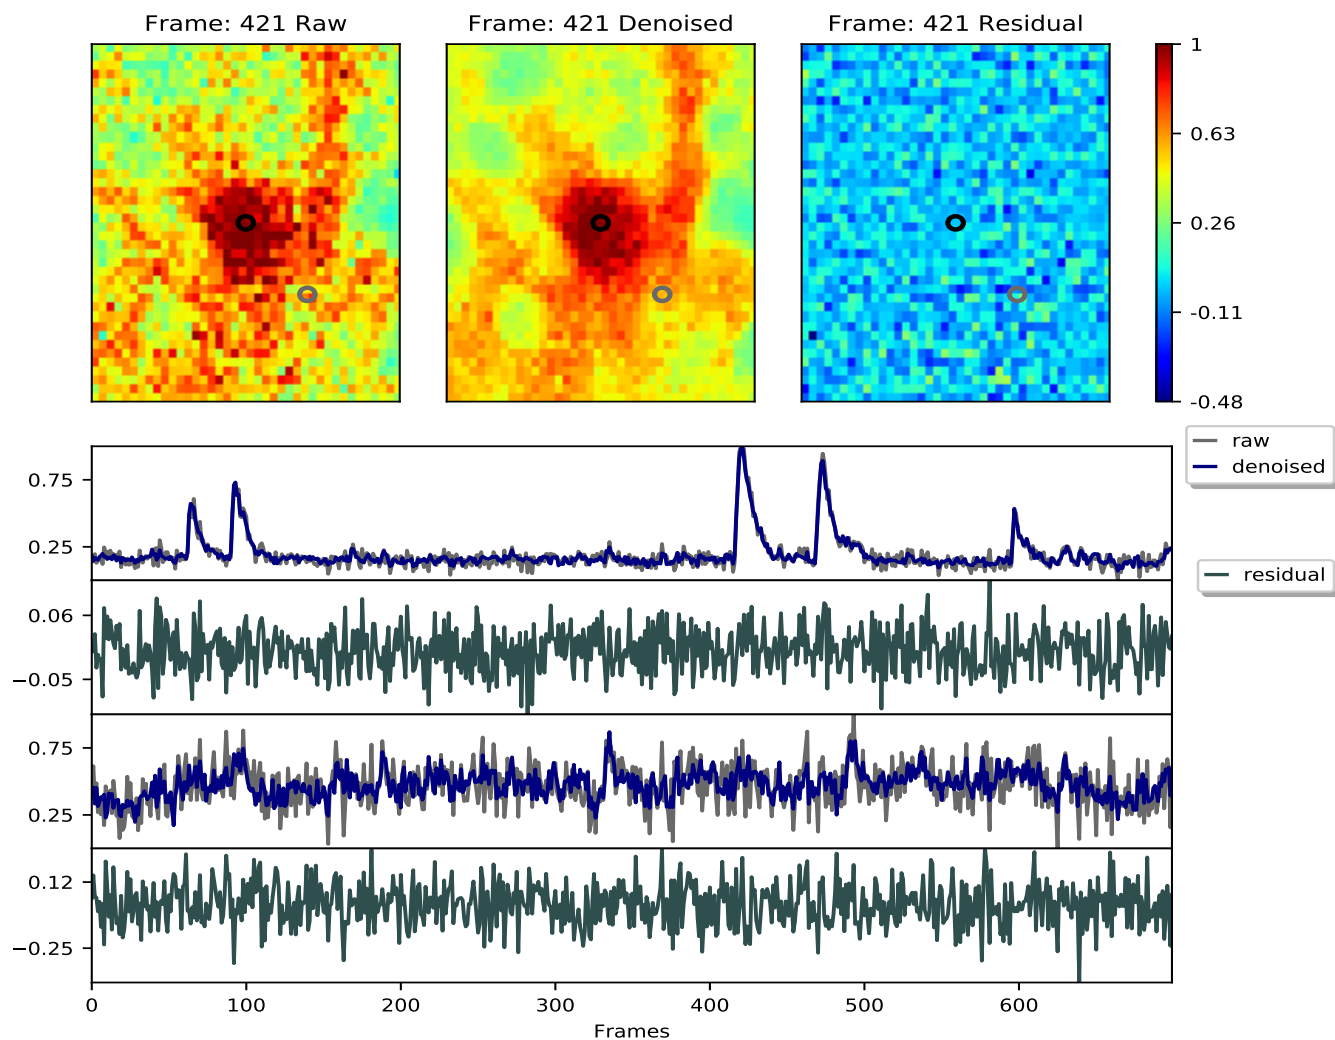 Frame: 421 Raw
Frame: 421 Denoised
Frame: 421 Residual
1
0.63
0.26
-0.11
-0.48
raw
denoised
0.75
0.25
residual
0.06
−0.05
0.75
0.25
0.12
−0.25
0 100 200 300 400 500 600
Frames